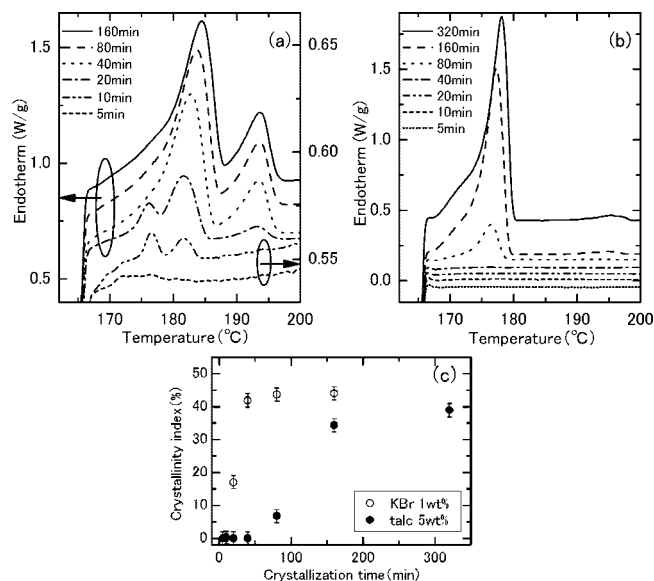 (a)
160min
80min
40min
20min
10min
5min
Endotherm (W/g)
1.5
1.0
0.5
0.65
0.60
0.55
170 180 190 200
Temperature (°C)
(b)
320min
160min
80min
40min
20min
10min
5min
Endotherm (W/g)
1.5
1.0
0.5
0.0
170 180 190 200
Temperature (°C)
(c)
Crystallinity index (%)
50
40
30
20
10
0
KBr 1wt%
talc 5wt%
0 100 200 300
Crystallization time (min)